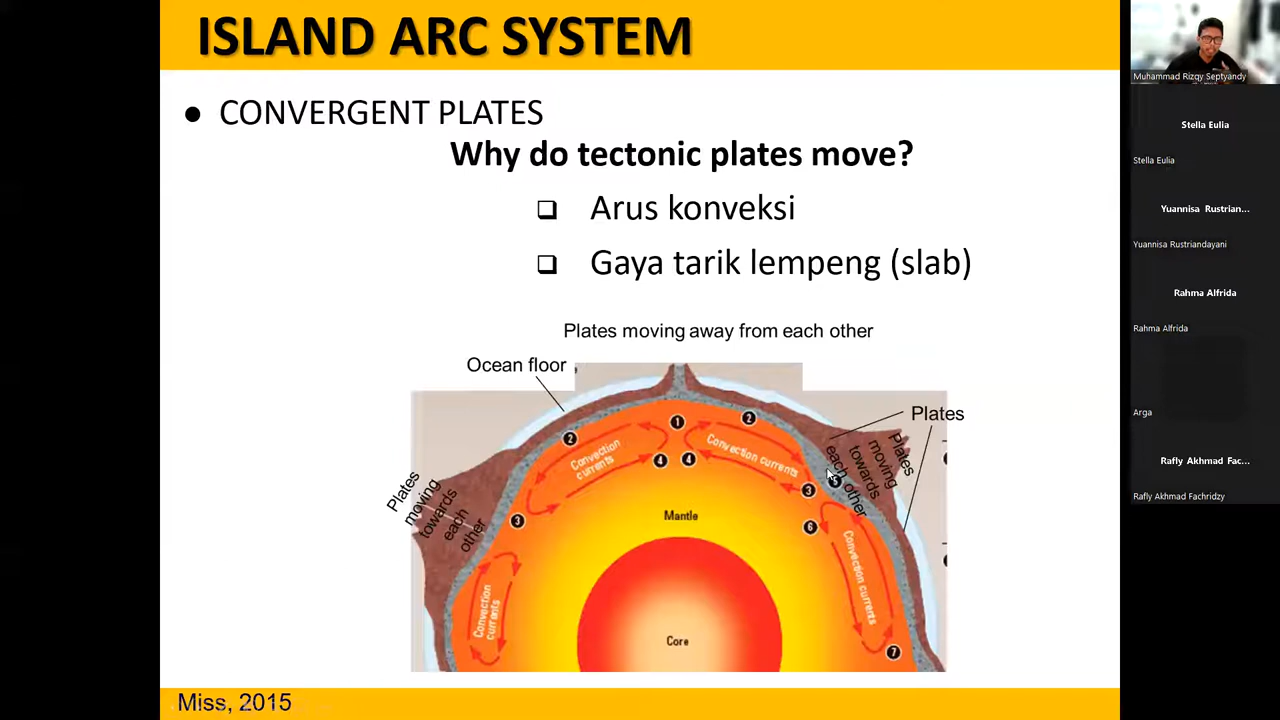 ISLAND ARC SYSTEM
● CONVERGENT PLATES
Why do tectonic plates move?
❑ Arus konveksi
❑ Gaya tarik lempeng (slab)
Plates moving away from each other
Ocean floor
Plates
Plates
moving
towards
each
other
Plates
moving
towards
each other
1
2
2
Convection
currents
Convection currents
4
4
3
3
5
6
Mantle
Convection
currents
Convection currents
Core
7
Miss, 2015
Muhammad Rizqy Septyandy
Stella Eulia
Stella Eulia
Yuannisa Rustrian...
Yuannisa Rustriandayani
Rahma Alfrida
Rahma Alfrida
Arga
Rafly Akhmad Fac...
Rafly Akhmad Fachridzy